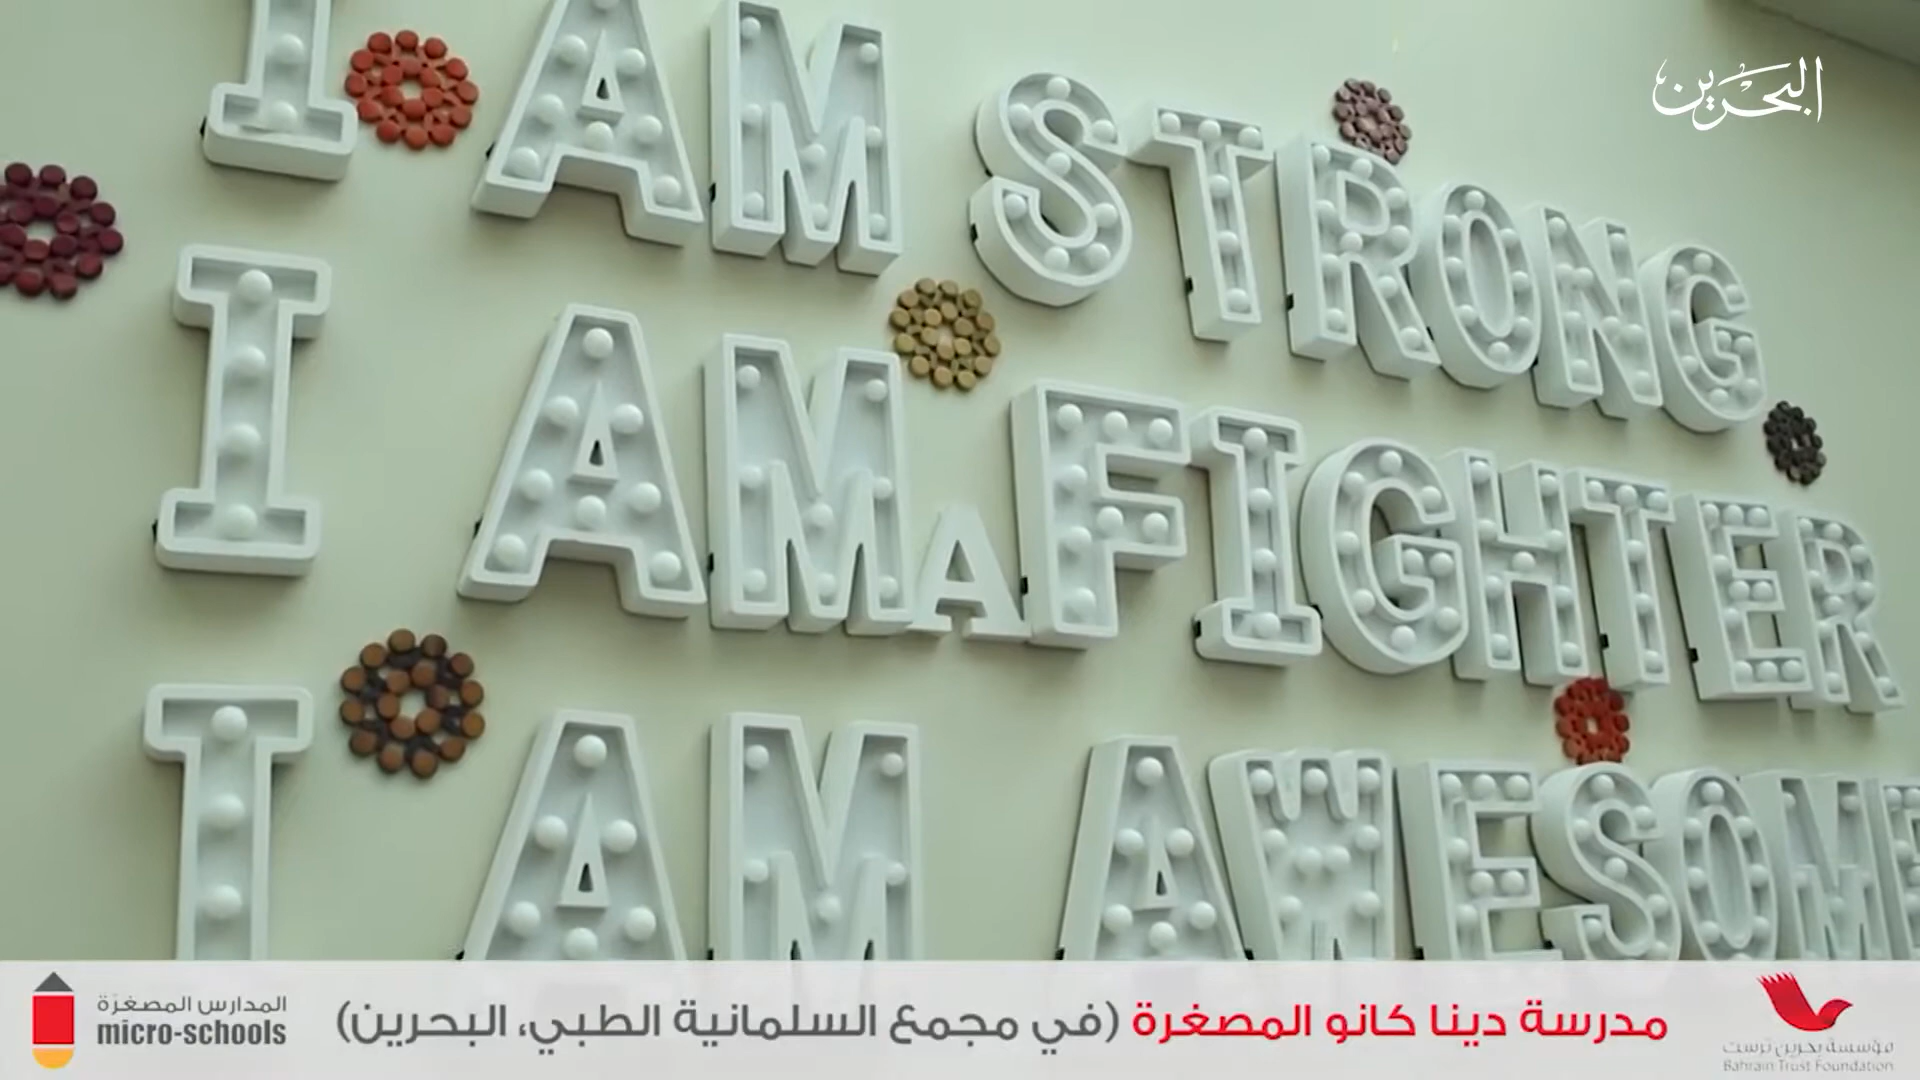 I AM STRONG
البحرين
I AM A FIGHTER
I AM AWESOME
المدارس المصغرة
micro-schools
مدرسة دينا كانو المصغرة (في مجمع السلمانية الطبي، البحرين)
مؤسسة بحرين ترست
Bahrain Trust Foundation